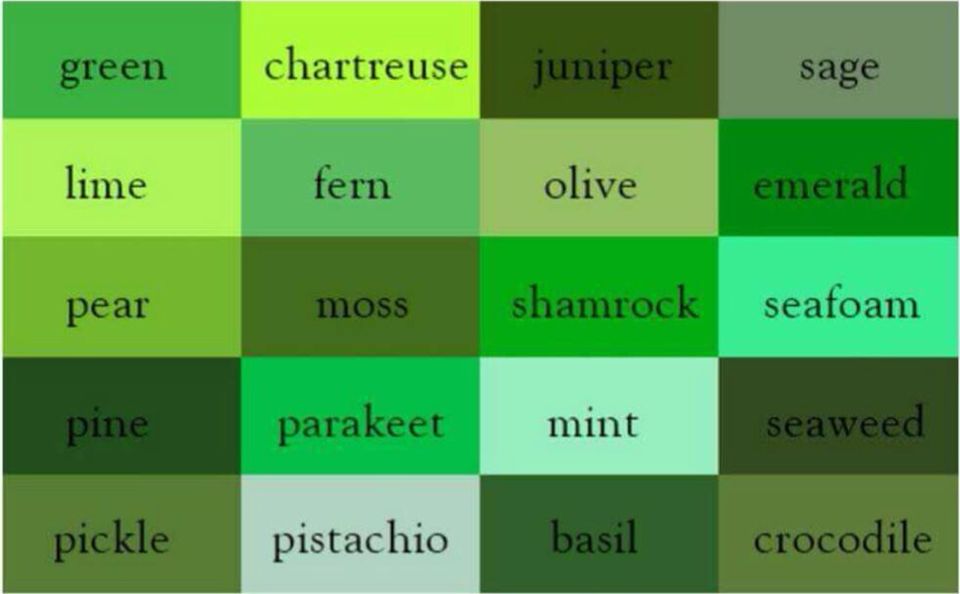 green chartreuse juniper sage
lime fern olive emerald
pear moss shamrock seafoam
pine parakeet mint seaweed
pickle pistachio basil crocodile